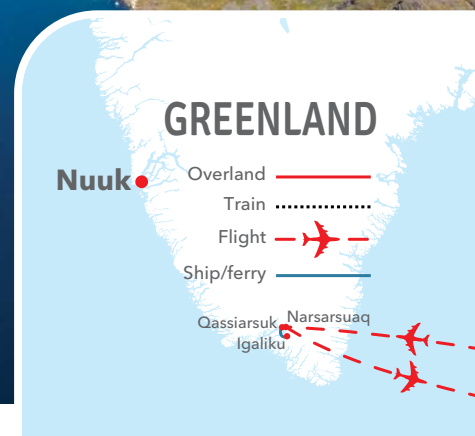 GREENLAND
Nuuk
Overland
Train
Flight
Ship/ferry
Qassiarsuk
Narsarsuaq
Igaliku